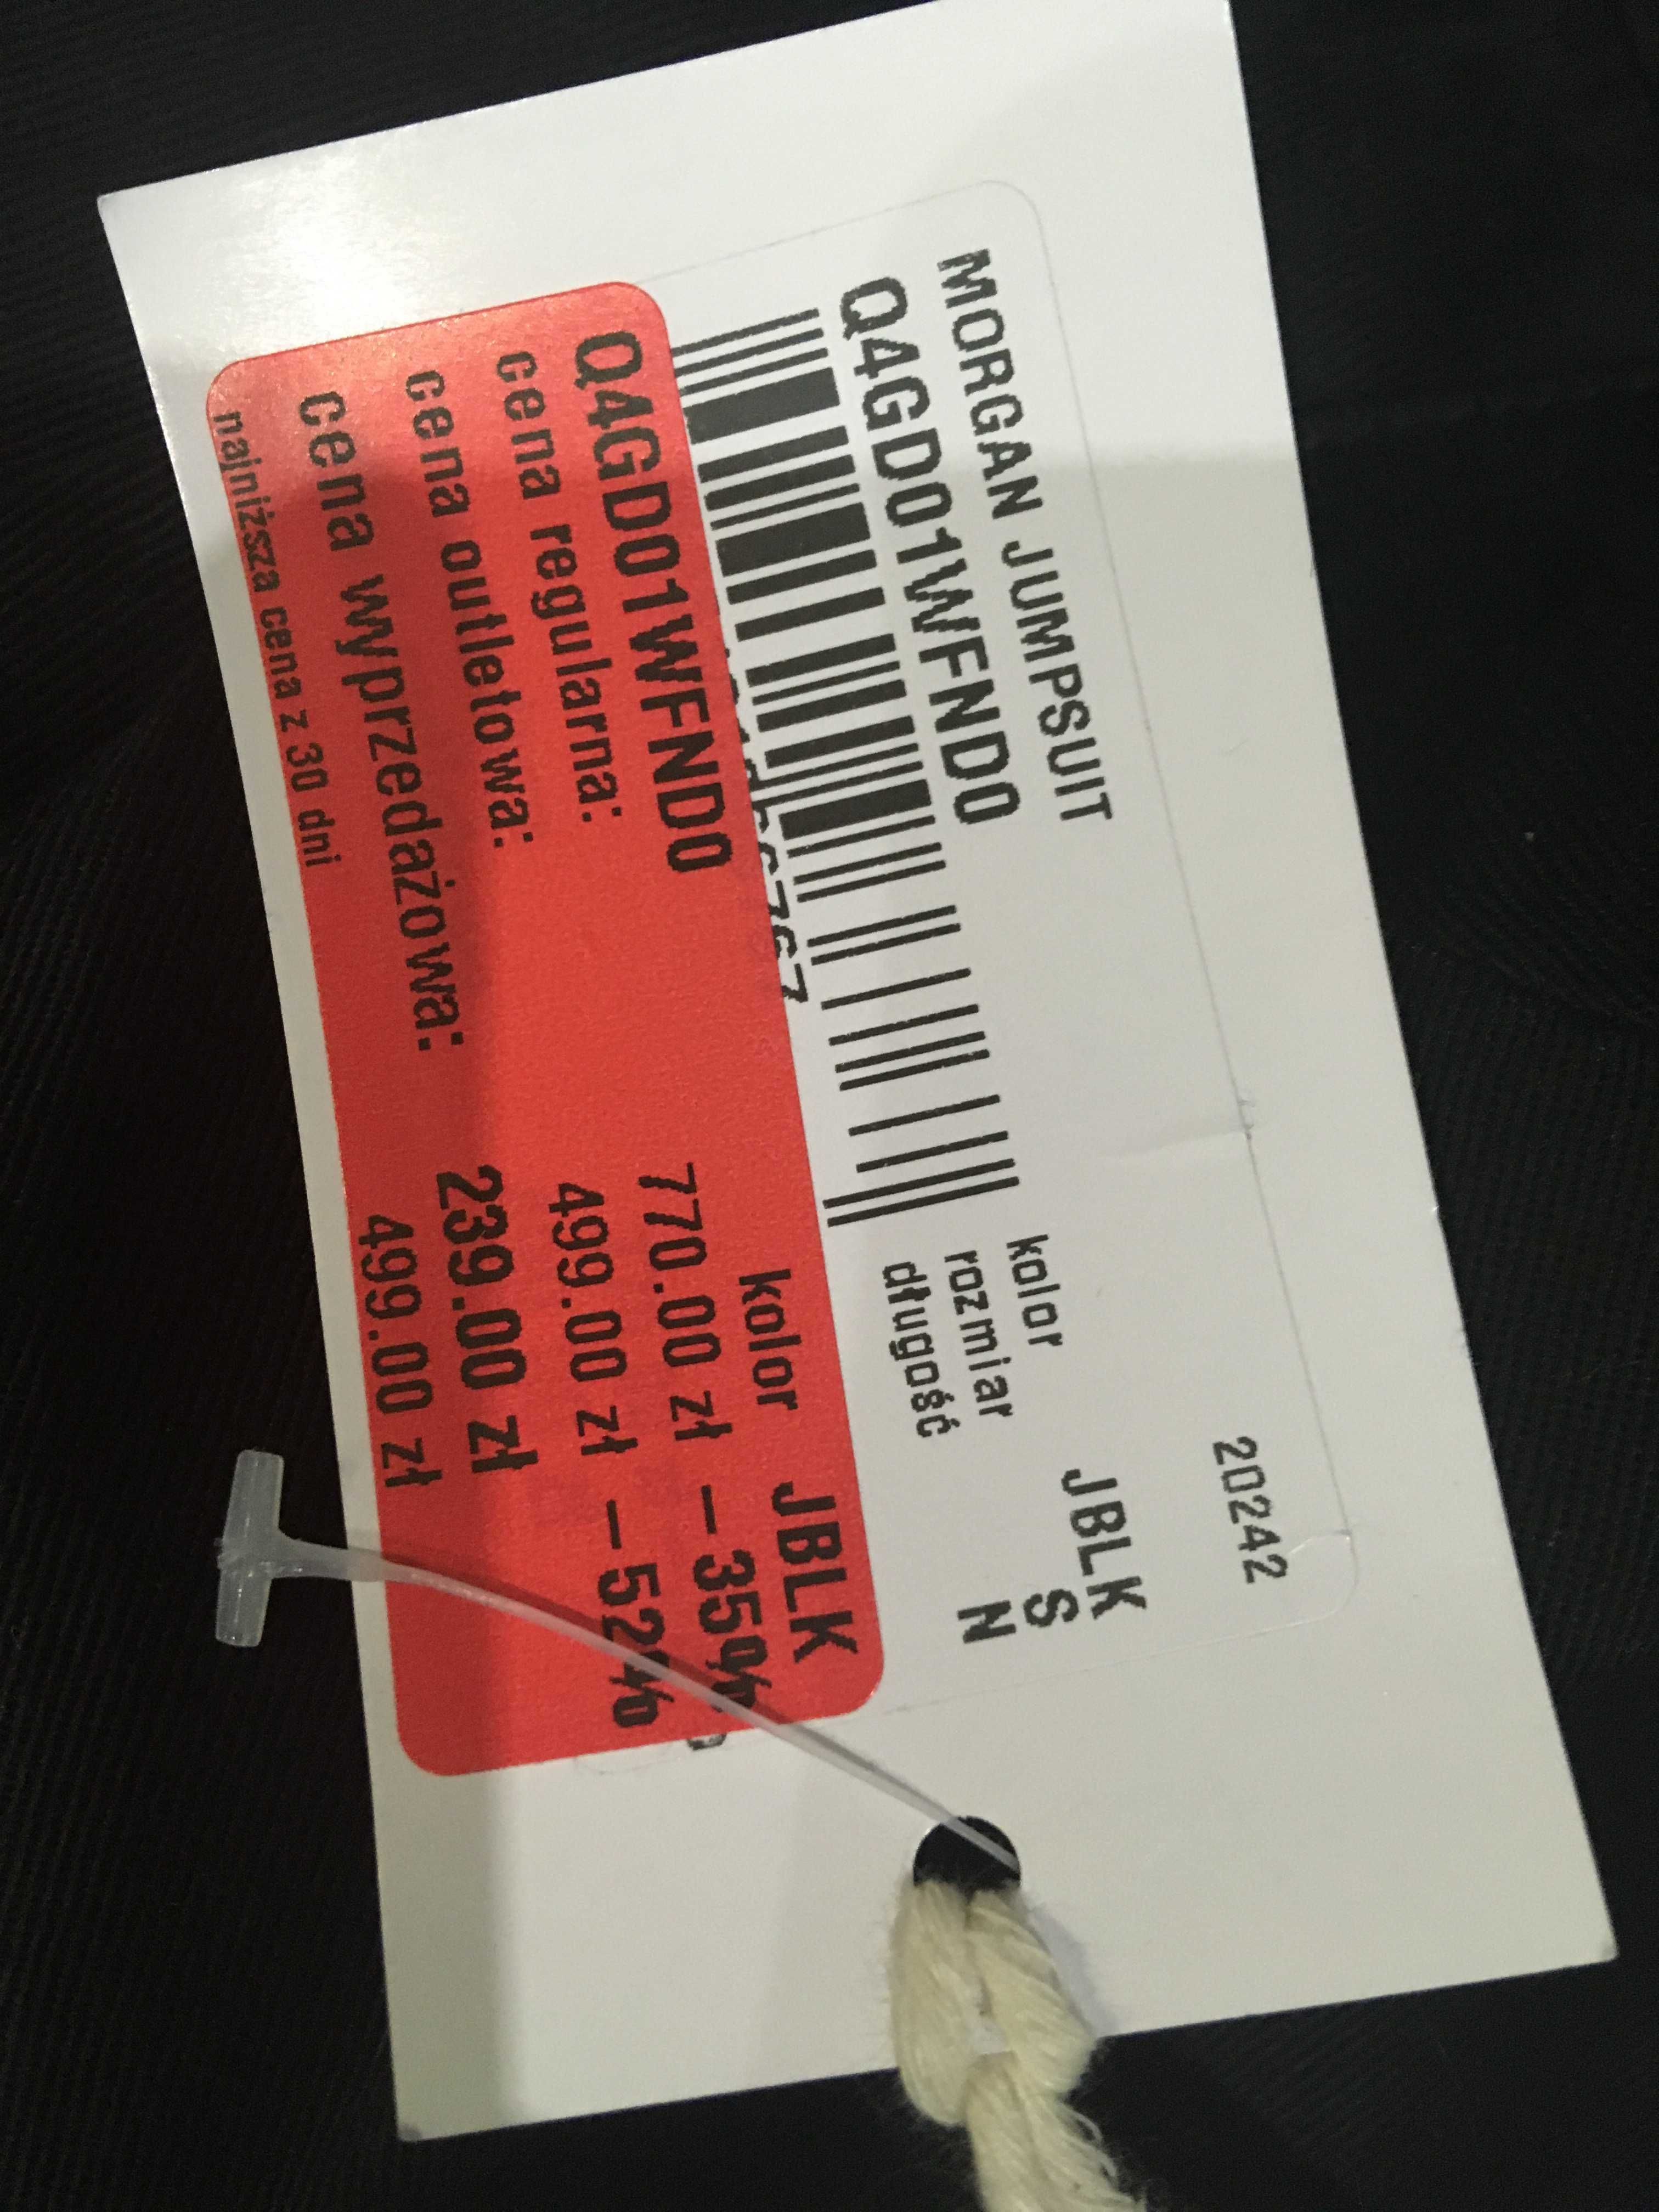 20242
MORGAN JUMPSUIT
Q4GD01WFND0
kolor JBLK
rozmiar S
długość N
Q4GD01WFND0 kolor JBLK
cena regularna: 770.00 zł -35%
cena outletowa: 499.00 zł -52%
cena wyprzedażowa: 239.00 zł
najniższa cena z 30 dni 499.00 zł